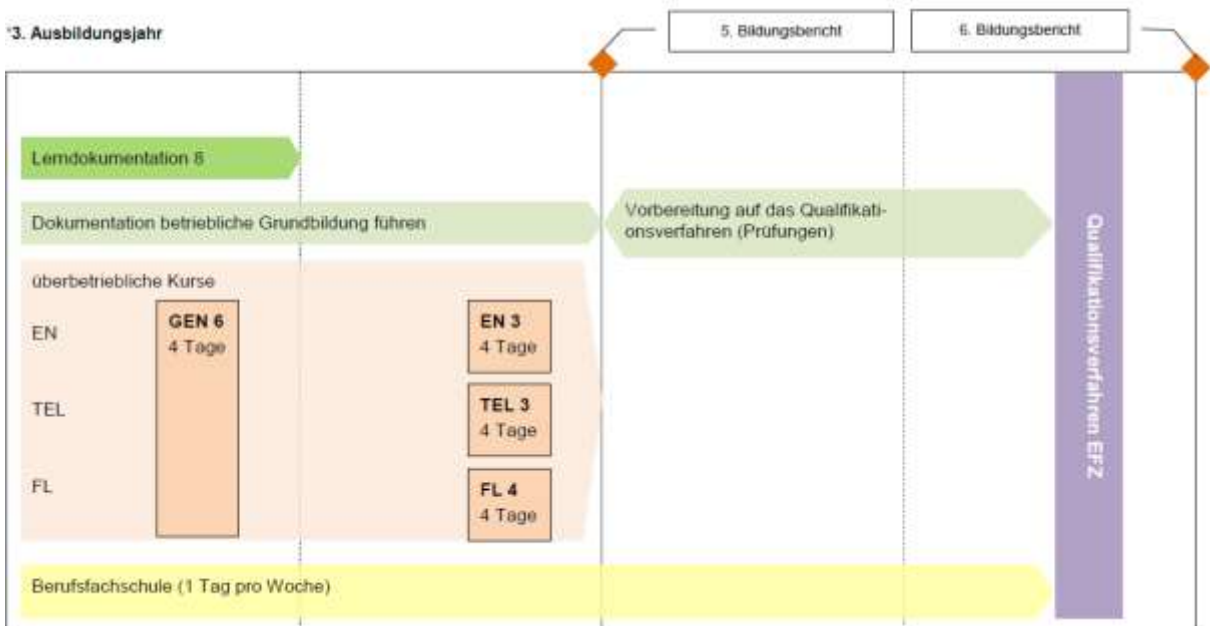 *3. Ausbildungsjahr
5. Bildungsbericht
6. Bildungsbericht
Lerndokumentation 8
Dokumentation betriebliche Grundbildung führen
Vorbereitung auf das Qualifikati-
onsverfahren (Prüfungen)
überbetriebliche Kurse
EN
GEN 6
4 Tage
EN 3
4 Tage
TEL
TEL 3
4 Tage
FL
FL 4
4 Tage
Qualifikationsverfahren EFZ
Berufsfachschule (1 Tag pro Woche)